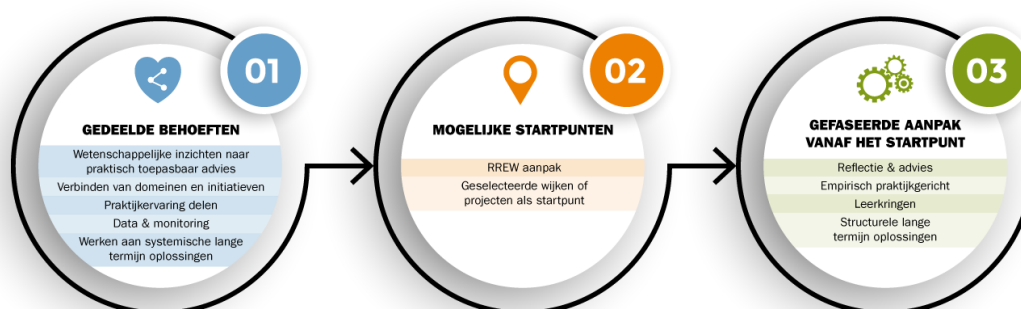 01
GEDEELDE BEHOEFTEN
Wetenschappelijke inzichten naar
praktisch toepasbaar advies
Verbinden van domeinen en initiatieven
Praktijkervaring delen
Data & monitoring
Werken aan systemische lange
termijn oplossingen
02
MOGELIJKE STARTPUNTEN
RREW aanpak
Geselecteerde wijken of
projecten als startpunt
03
GEFASEERDE AANPAK
VANAF HET STARTPUNT
Reflectie & advies
Empirisch praktijkgericht
Leerkringen
Structurele lange
termijn oplossingen